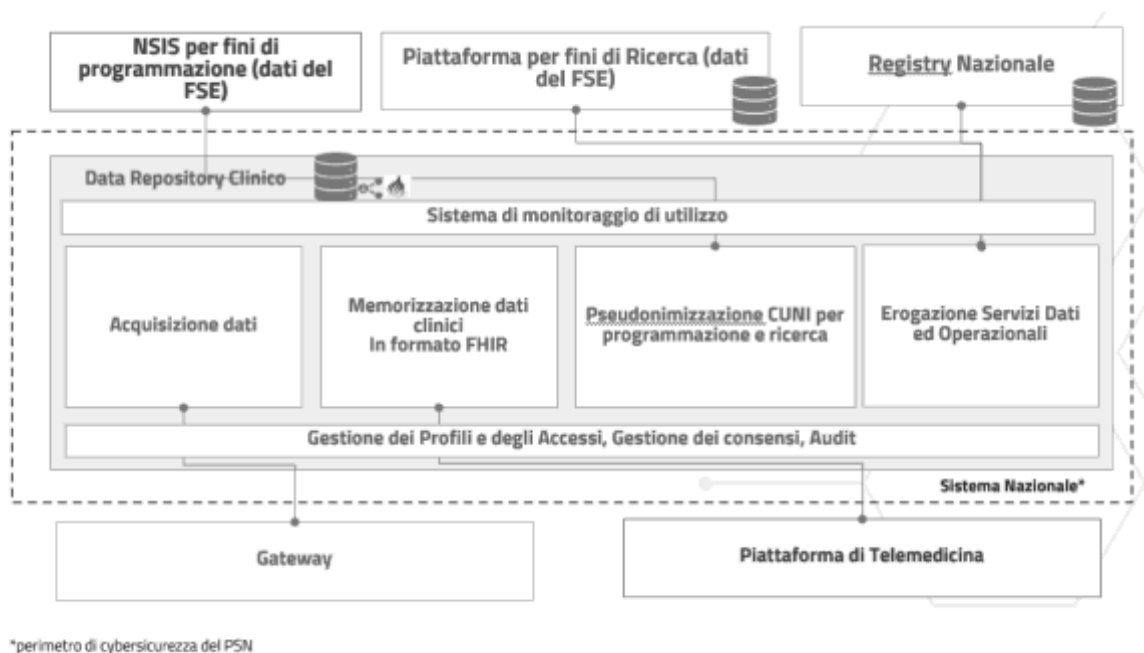 NSIS per fini di
programmazione (dati del
FSE)
Piattaforma per fini di Ricerca (dati
del FSE)
Registry Nazionale
Data Repository Clinico
Sistema di monitoraggio di utilizzo
Acquisizione dati
Memorizzazione dati
clinici
In formato FHIR
Pseudonimizzazione CUNI per
programmazione e ricerca
Erogazione Servizi Dati
ed Operazionali
Gestione dei Profili e degli Accessi, Gestione dei consensi, Audit
Sistema Nazionale*
Gateway
Piattaforma di Telemedicina
*perimetro di cybersicurezza del PSN